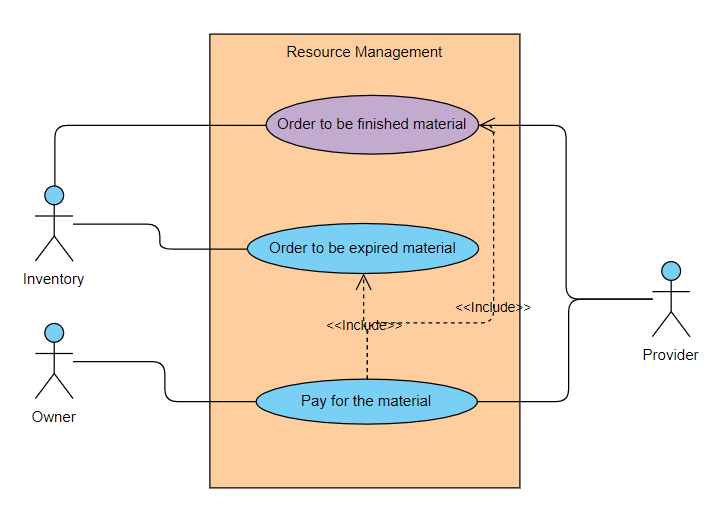 Resource Management
Order to be finished material
Order to be expired material
Inventory
<<Include>>
<<Include>>
Provider
Pay for the material
Owner